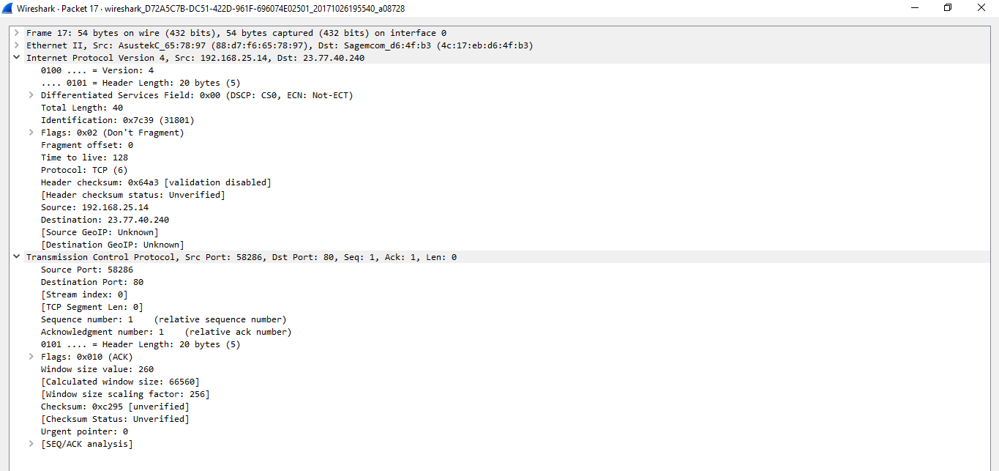 Wireshark · Packet 17 · wireshark_D72A5C7B-DC51-422D-961F-696074E02501_20171026195540_a08728
Frame 17: 54 bytes on wire (432 bits), 54 bytes captured (432 bits) on interface 0
Ethernet II, Src: AsustekC_65:78:97 (88:d7:f6:65:78:97), Dst: Sagemcom_d6:4f:b3 (4c:17:eb:d6:4f:b3)
Internet Protocol Version 4, Src: 192.168.25.14, Dst: 23.77.40.240
0100 .... = Version: 4
.... 0101 = Header Length: 20 bytes (5)
Differentiated Services Field: 0x00 (DSCP: CS0, ECN: Not-ECT)
Total Length: 40
Identification: 0x7c39 (31801)
Flags: 0x02 (Don't Fragment)
Fragment offset: 0
Time to live: 128
Protocol: TCP (6)
Header checksum: 0x64a3 [validation disabled]
[Header checksum status: Unverified]
Source: 192.168.25.14
Destination: 23.77.40.240
[Source GeoIP: Unknown]
[Destination GeoIP: Unknown]
Transmission Control Protocol, Src Port: 58286, Dst Port: 80, Seq: 1, Ack: 1, Len: 0
Source Port: 58286
Destination Port: 80
[Stream index: 0]
[TCP Segment Len: 0]
Sequence number: 1    (relative sequence number)
Acknowledgment number: 1    (relative ack number)
0101 .... = Header Length: 20 bytes (5)
Flags: 0x010 (ACK)
Window size value: 260
[Calculated window size: 66560]
[Window size scaling factor: 256]
Checksum: 0xc295 [unverified]
[Checksum Status: Unverified]
Urgent pointer: 0
[SEQ/ACK analysis]